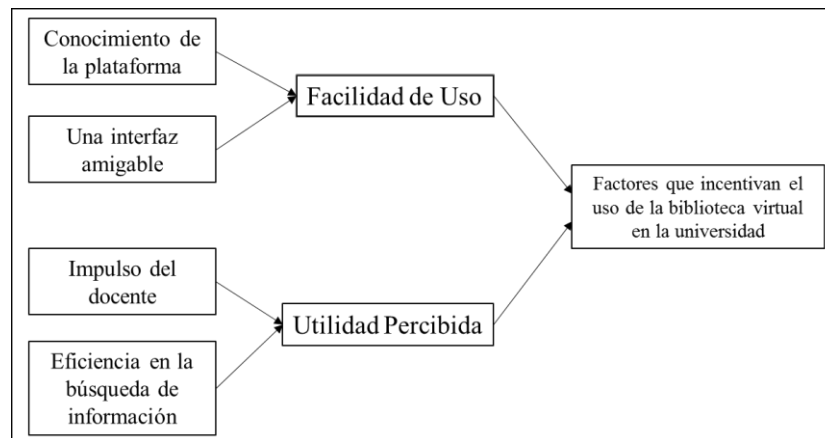 Conocimiento de
la plataforma
Facilidad de Uso
Una interfaz
amigable
Factores que incentivan el
uso de la biblioteca virtual
en la universidad
Impulso del
docente
Utilidad Percibida
Eficiencia en la
búsqueda de
información